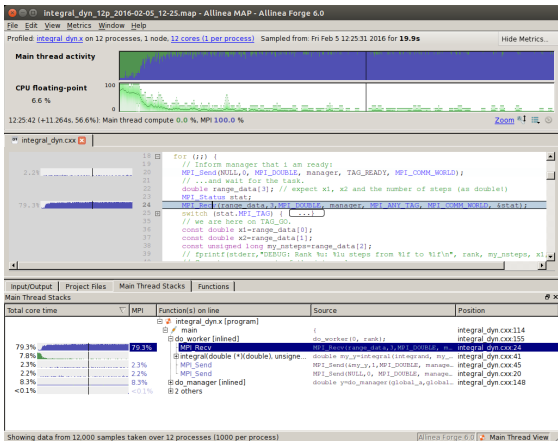 integral_dyn_12p_2016-02-05_12-25.map - Allinea MAP - Allinea Forge 6.0
File Edit View Metrics Window Help
Profiled: integral_dyn.x on 12 processes, 1 node, 12 cores (1 per process) Sampled from: Fri Feb 5 12:25:31 2016 for 19.9s Hide Metrics...
Main thread activity
CPU floating-point
6.6 %
100
0
12:25:42 (+11.264s, 56.6%): Main thread compute 0.0 %, MPI 100.0 % Zoom
integral_dyn.cxx
18 for (;;) {
19 // Inform manager that i am ready:
2.2% 20 MPI_Send(NULL,0, MPI_DOUBLE, manager, TAG_READY, MPI_COMM_WORLD);
21 // ...and wait for the task.
22 double range_data[3]; // expect x1, x2 and the number of steps (as double!)
23 MPI_Status stat;
79.3% 24 MPI_Recv(range_data,3,MPI_DOUBLE, manager, MPI_ANY_TAG, MPI_COMM_WORLD, &stat);
25 switch (stat.MPI_TAG) { ... }
35 // we are here on TAG_GO.
36 const double x1=range_data[0];
37 const double x2=range_data[1];
38 const unsigned long my_nsteps=range_data[2];
39 // fprintf(stderr,"DEBUG: Rank %u: %lu steps from %lf to %lf\n", rank, my_nsteps, x1,
Input/Output Project Files Main Thread Stacks Functions
Main Thread Stacks
Total core time MPI Function(s) on line Source Position
integral_dyn.x [program]
main { integral_dyn.cxx:114
do_worker [inlined] do_worker(0, rank); integral_dyn.cxx:155
79.3% 79.3% MPI_Recv MPI_Recv(range_data,3,MPI_DOUBLE, m... integral_dyn.cxx:24
7.8% integral(double (*)(double), unsigne... double my_y=integral(integrand, my_... integral_dyn.cxx:41
2.3% 2.3% MPI_Send MPI_Send(&my_y,1,MPI_DOUBLE, manage... integral_dyn.cxx:45
2.2% 2.2% MPI_Send MPI_Send(NULL,0, MPI_DOUBLE, manage... integral_dyn.cxx:20
8.3% 8.3% do_manager [inlined] double y=do_manager(global_a,global... integral_dyn.cxx:148
<0.1% <0.1% 2 others
Showing data from 12,000 samples taken over 12 processes (1000 per process) Allinea Forge 6.0 Main Thread View